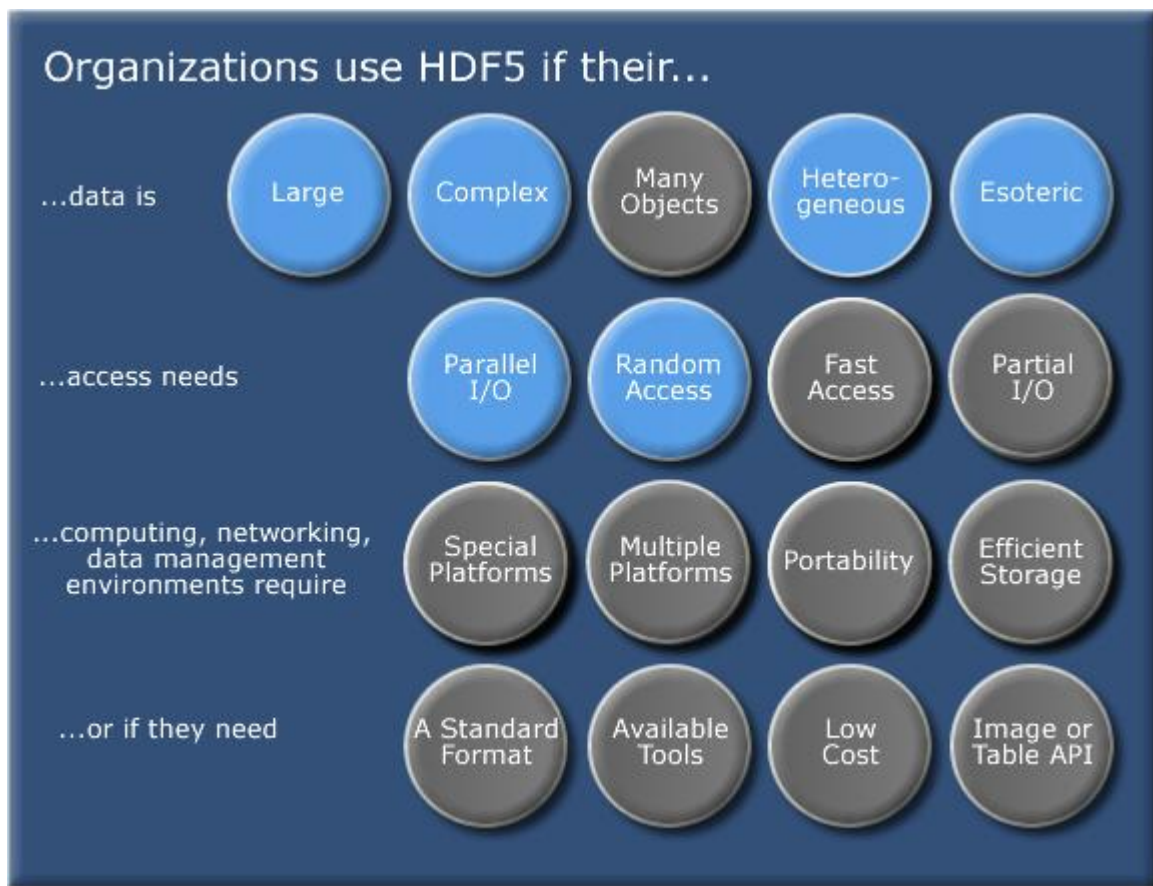 Organizations use HDF5 if their...
...data is
Large
Complex
Many
Objects
Hetero-
geneous
Esoteric
...access needs
Parallel
I/O
Random
Access
Fast
Access
Partial
I/O
...computing, networking,
data management
environments require
Special
Platforms
Multiple
Platforms
Portability
Efficient
Storage
...or if they need
A Standard
Format
Available
Tools
Low
Cost
Image or
Table API